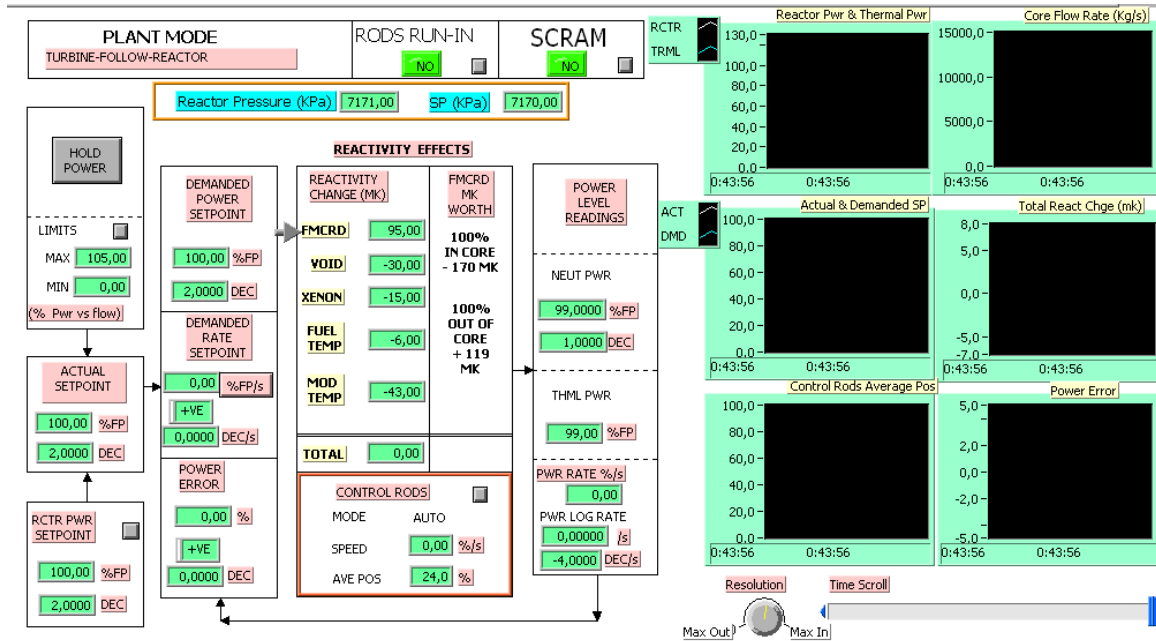 PLANT MODE
TURBINE-FOLLOW-REACTOR
RODS RUN-IN
NO
SCRAM
NO
Reactor Pressure (KPa) 7171,00 SP (KPa) 7170,00
HOLD
POWER
LIMITS
MAX 105,00
MIN 0,00
(% Pwr vs flow)
ACTUAL
SETPOINT
100,00 %FP
2,0000 DEC
RCTR PWR
SETPOINT
100,00 %FP
2,0000 DEC
DEMANDED
POWER
SETPOINT
100,00 %FP
2,0000 DEC
DEMANDED
RATE
SETPOINT
0,00 %FP/s
+VE
0,0000 DEC/s
POWER
ERROR
0,00 %
+VE
0,0000 DEC
REACTIVITY EFFECTS
REACTIVITY
CHANGE (MK)
FMCRD 95,00
VOID -30,00
XENON -15,00
FUEL
TEMP -6,00
MOD
TEMP -43,00
TOTAL 0,00
FMCRD
MK
WORTH
100%
IN CORE
- 170 MK
100%
OUT OF
CORE
+ 119
MK
CONTROL RODS
MODE AUTO
SPEED 0,00 %/s
AVE POS 24,0 %
POWER
LEVEL
READINGS
NEUT PWR
99,0000 %FP
1,0000 DEC
THML PWR
99,00 %FP
PWR RATE %/s
0,00
PWR LOG RATE
0,00000 /s
-4,0000 DEC/s
RCTR
TRML
Reactor Pwr & Thermal Pwr
130,0
100,0
80,0
60,0
40,0
20,0
0,0
0:43:56 0:43:56
Core Flow Rate (Kg/s)
15000,0
10000,0
5000,0
0,0
0:43:56 0:43:56
ACT
DMD
Actual & Demanded SP
100,0
80,0
60,0
40,0
20,0
0,0
0:43:56 0:43:56
Total React Chge (mk)
8,0
5,0
0,0
-5,0
-7,0
0:43:56 0:43:56
Control Rods Average Pos
100,0
80,0
60,0
40,0
20,0
0,0
0:43:56 0:43:56
Power Error
5,0
2,0
0,0
-2,0
-5,0
0:43:56 0:43:56
Resolution
Max Out
Max In
Time Scroll